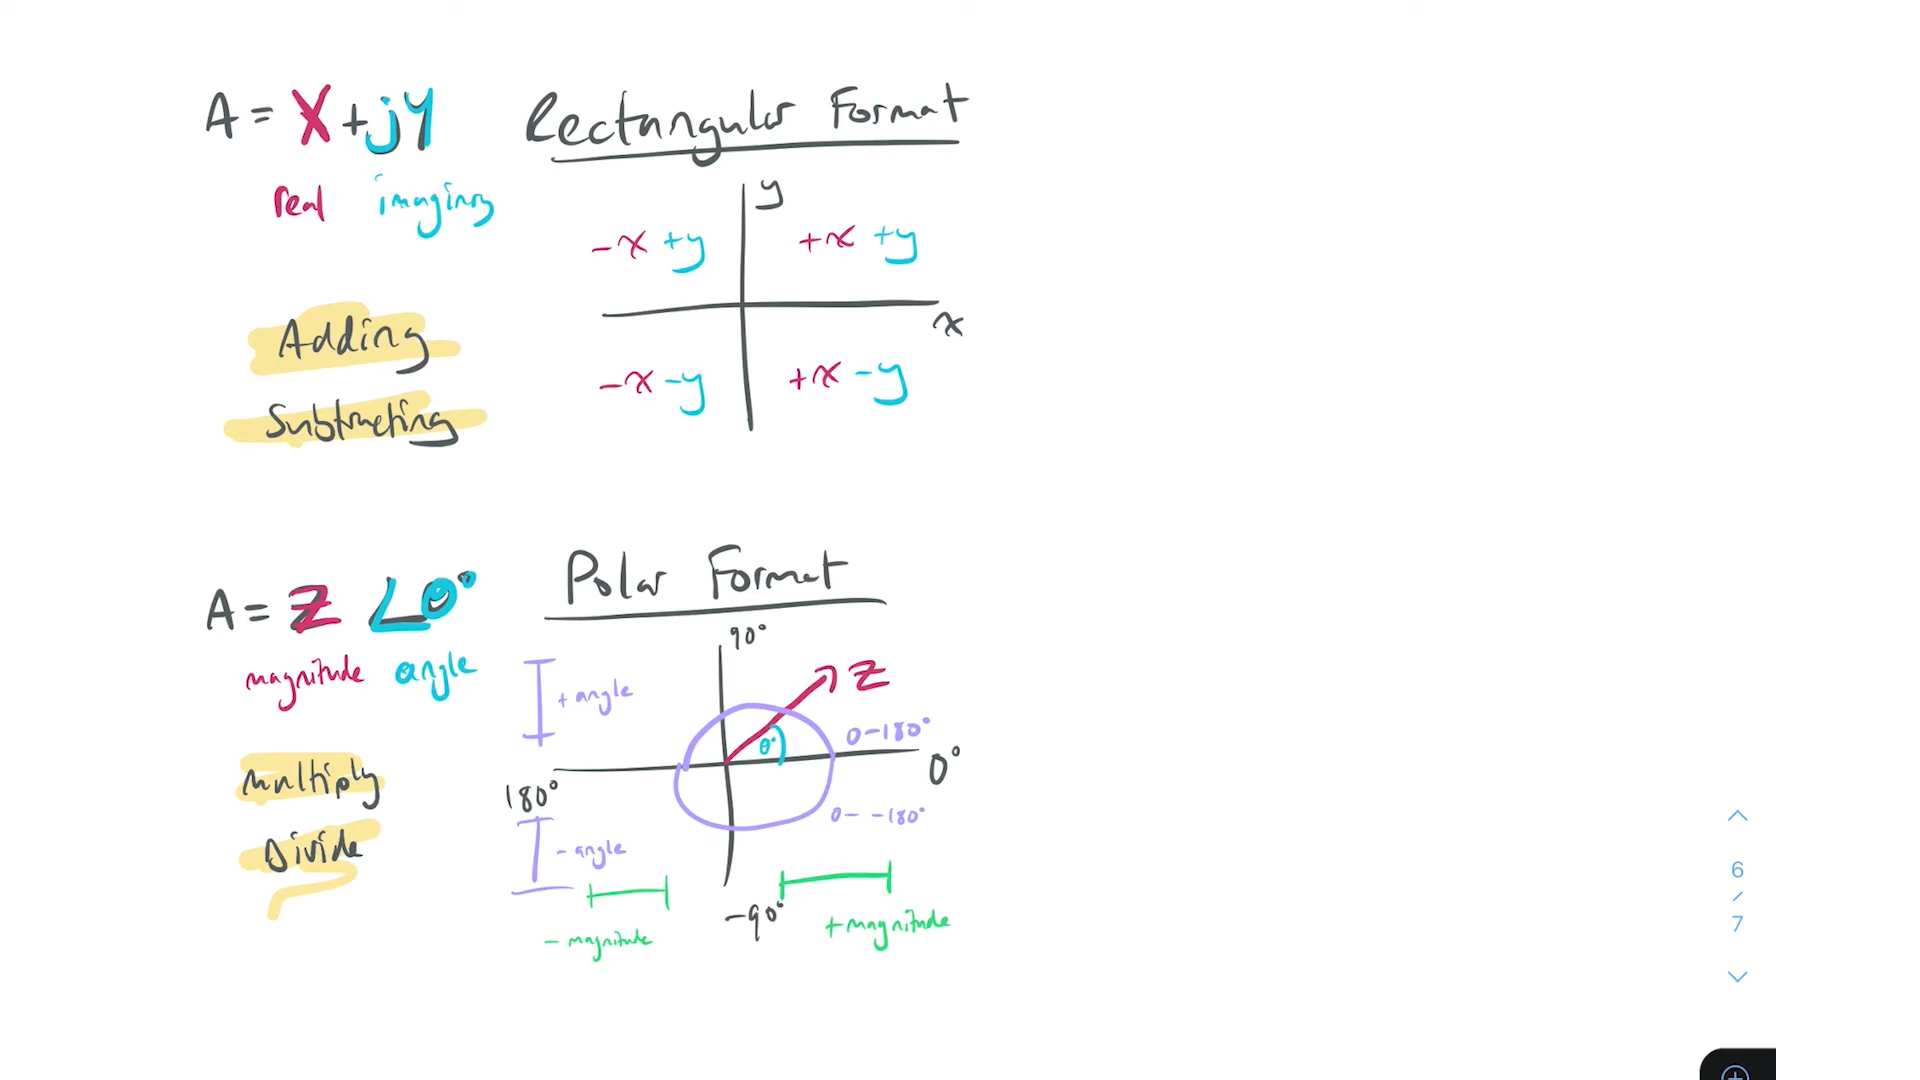 A = X + jY
Rectangular Format
real imaginry
y
-x +y
+x +y
x
Adding
-x -y
+x -y
Subtracting
Polar Format
A = Z ∠θ°
90°
magnitude angle
Z
+ angle
0-180°
θ°
0°
multiply
180°
0- -180°
Divide
- angle
-90°
+ magnitude
- magnitude
6
/
7